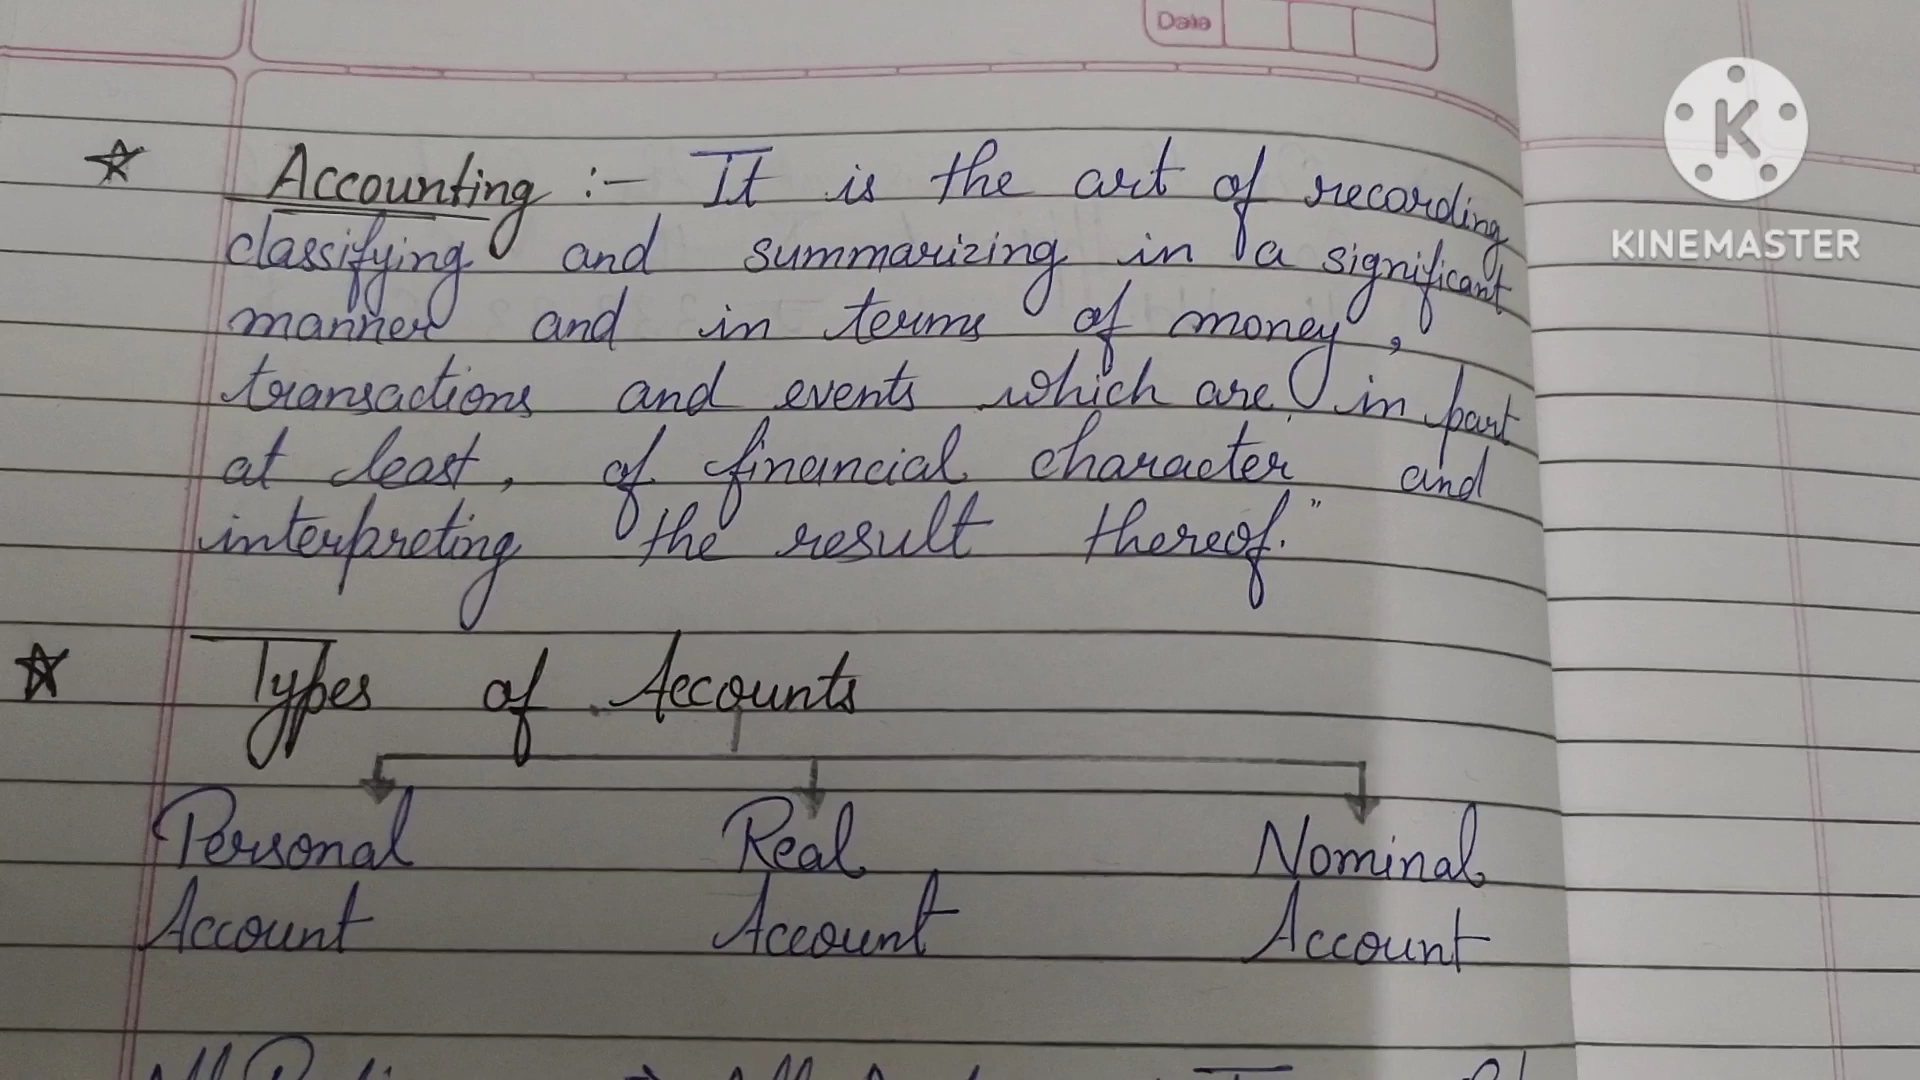 Date
K
KINEMASTER
☆ Accounting :- It is the art of recording
classifying and summarizing in a significant
manner and in terms of money,
transactions and events which are in part
at least, of financial character and
interpreting the result thereof."
☆ Types of Accounts
Personal Real Nominal
Account Account Account